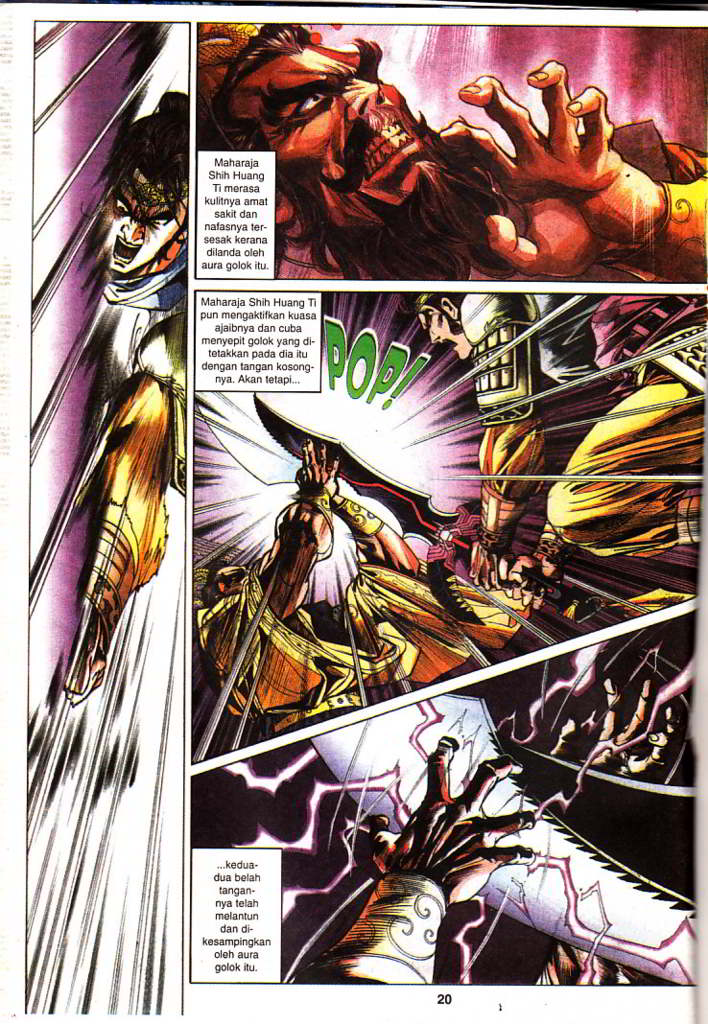 Maharaja
Shih Huang
Ti merasa
kulitnya amat
sakit dan
nafasnya ter-
sesak kerana
dilanda oleh
aura golok itu.
Maharaja Shih Huang Ti
pun mengaktifkan kuasa
ajaibnya dan cuba
menyepit golok yang di-
tetakkan pada dia itu
dengan tangan kosong-
nya. Akan tetapi...
POP!
...kedua-
dua belah
tangan-
nya telah
melantun
dan di-
kesampingkan
oleh aura
golok itu.
20